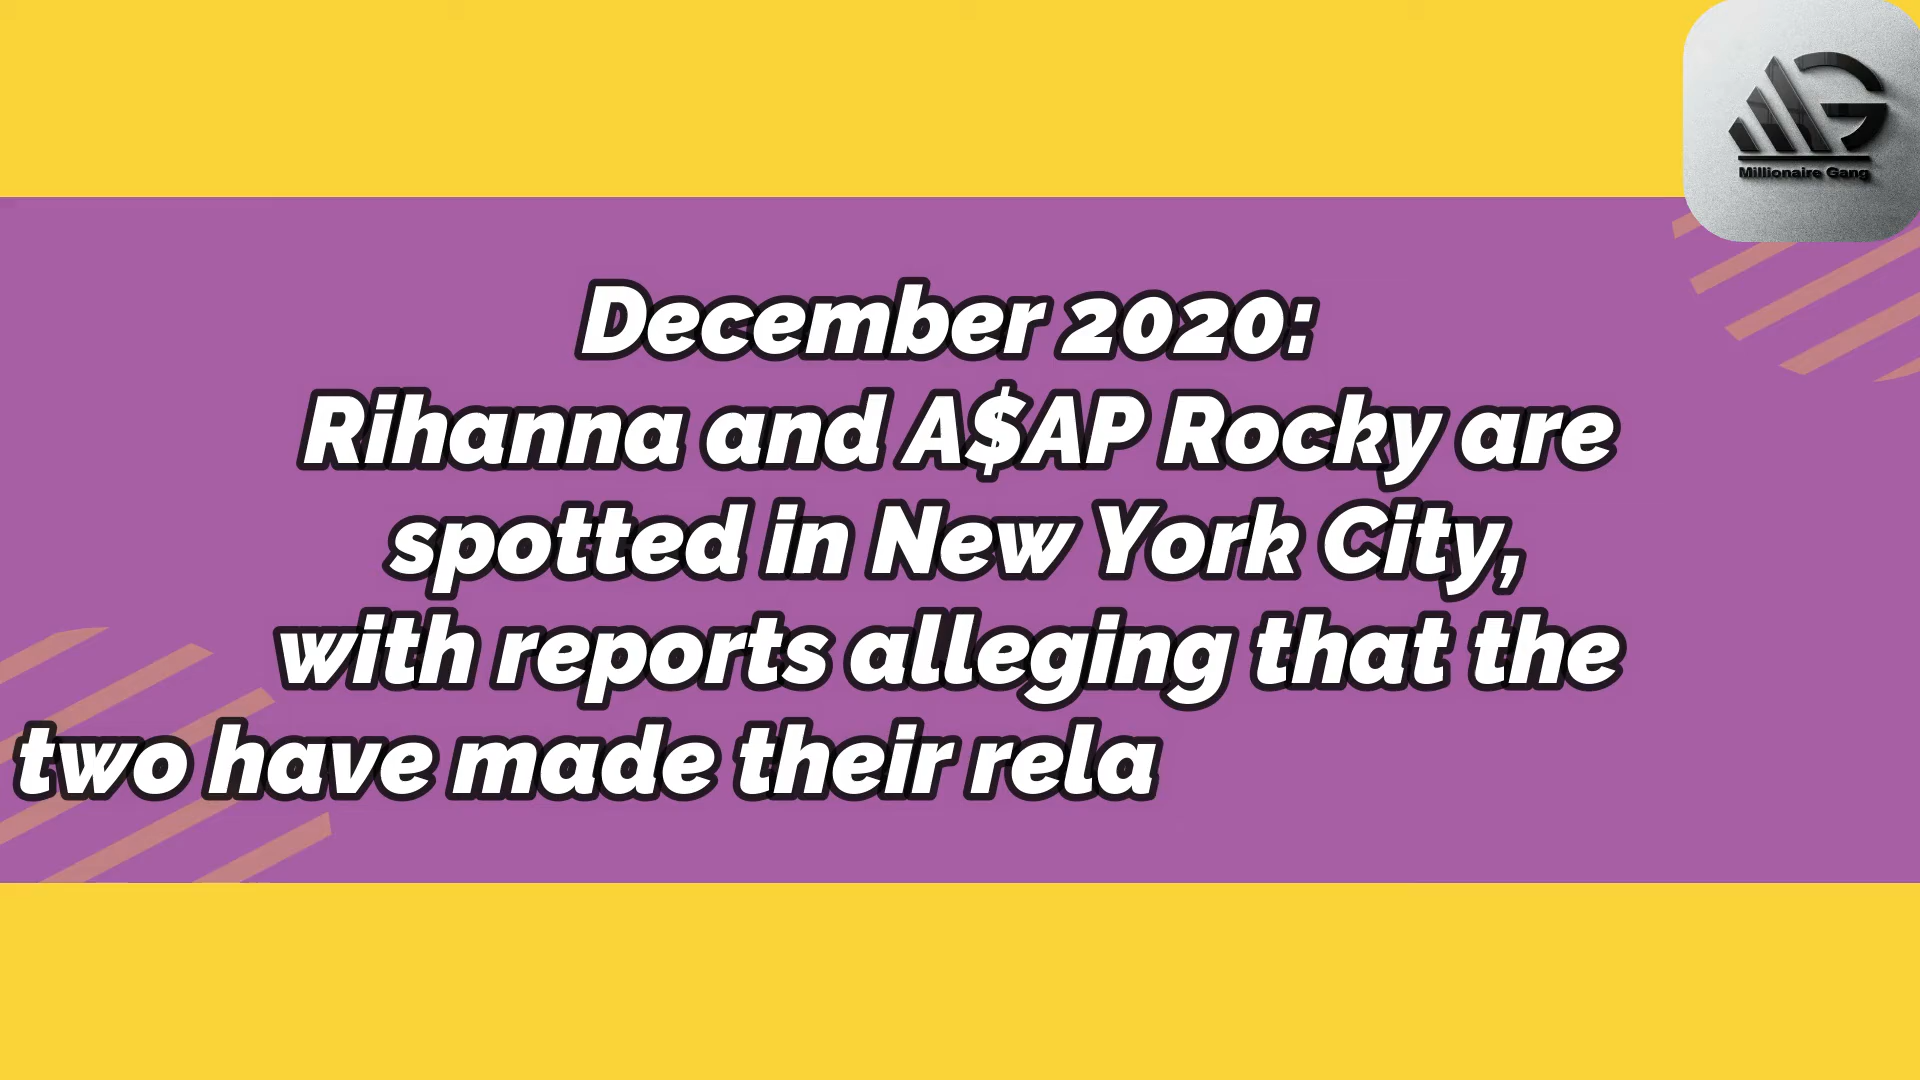 Millionaire Gang
December 2020:
Rihanna and A$AP Rocky are
spotted in New York City,
with reports alleging that the
two have made their rela